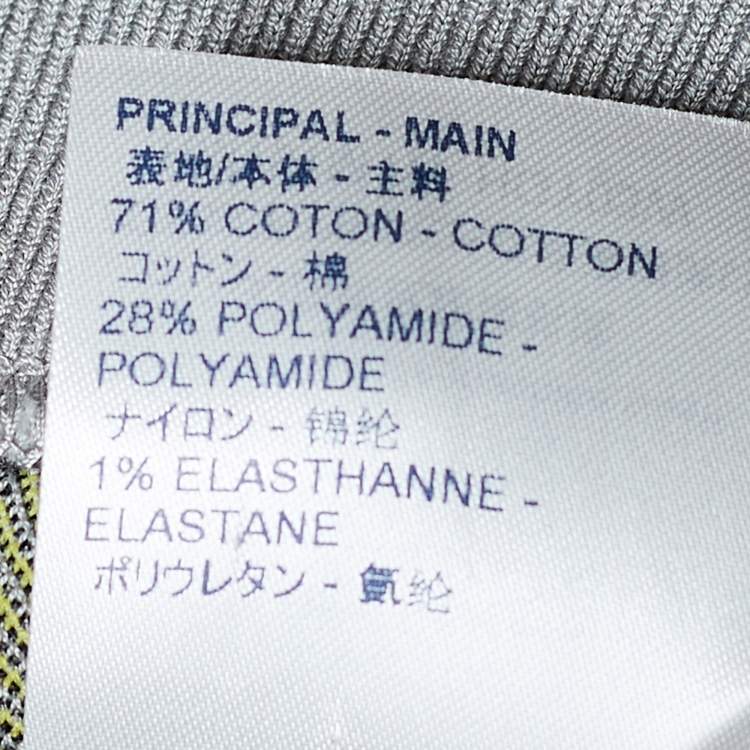 PRINCIPAL - MAIN
表地/本体 - 主料
71% COTON - COTTON
コットン - 棉
28% POLYAMIDE -
POLYAMIDE
ナイロン - 锦纶
1% ELASTHANNE -
ELASTANE
ポリウレタン - 氨纶